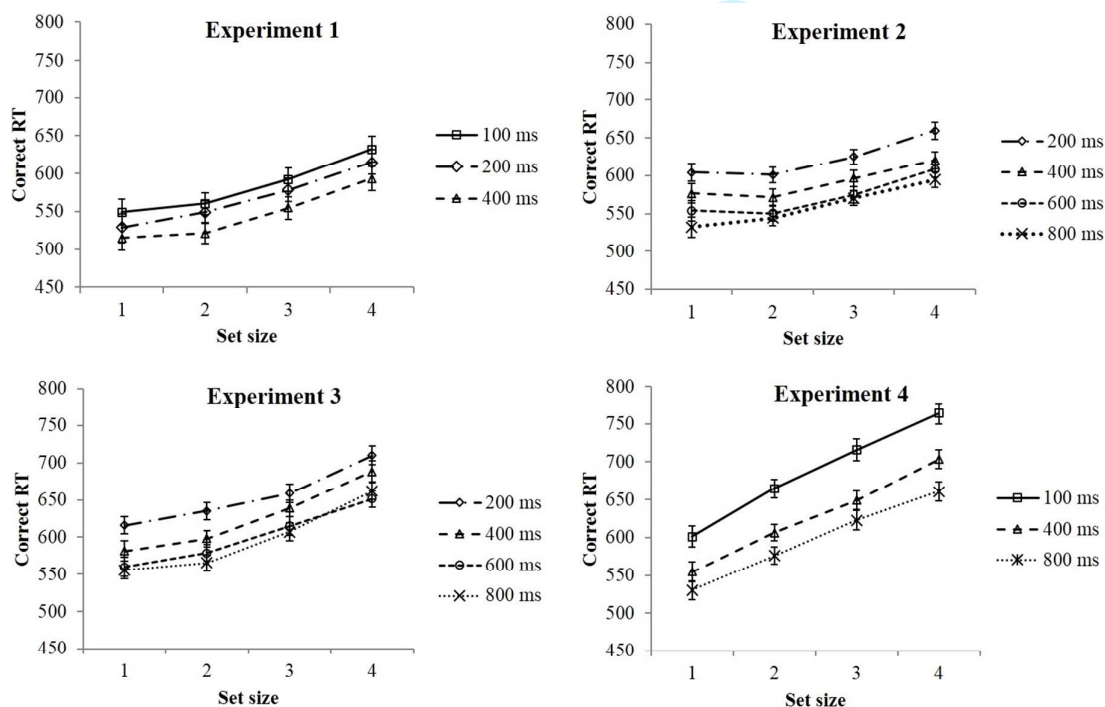 Experiment 1
800
750
700
650
600
550
500
450
Correct RT
1 2 3 4
Set size
100 ms
200 ms
400 ms
Experiment 2
800
750
700
650
600
550
500
450
Correct RT
1 2 3 4
Set size
200 ms
400 ms
600 ms
800 ms
Experiment 3
800
750
700
650
600
550
500
450
Correct RT
1 2 3 4
Set size
200 ms
400 ms
600 ms
800 ms
Experiment 4
800
750
700
650
600
550
500
450
Correct RT
1 2 3 4
Set size
100 ms
400 ms
800 ms